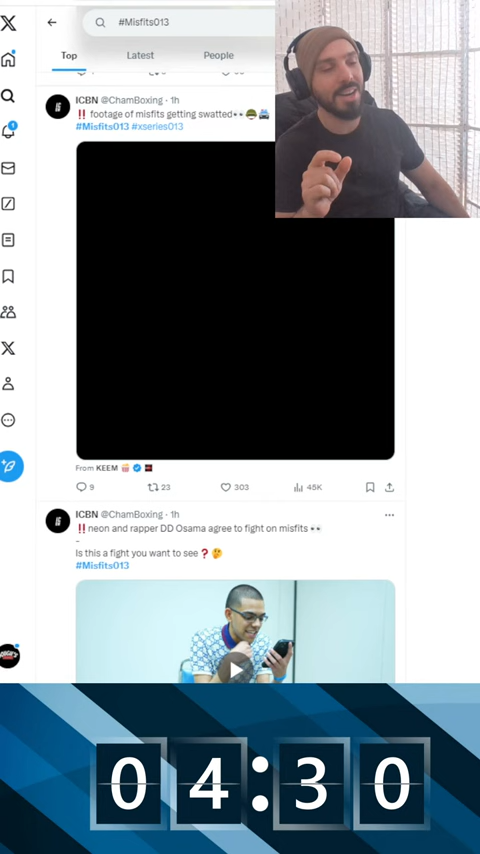 #Misfits013
Top Latest People
ICBN @ChamBoxing · 1h
‼️ footage of misfits getting swatted👀🪖🚔
#Misfits013 #xseries013
From KEEM
9 23 303 45K
ICBN @ChamBoxing · 1h
‼️neon and rapper DD Osama agree to fight on misfits 👀
-
Is this a fight you want to see❓🤔
#Misfits013
04:30